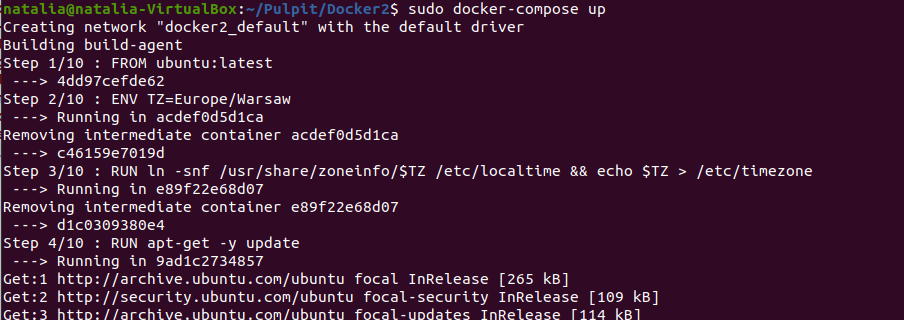 natalia@natalia-VirtualBox:~/Pulpit/Docker2$ sudo docker-compose up
Creating network "docker2_default" with the default driver
Building build-agent
Step 1/10 : FROM ubuntu:latest
 ---> 4dd97cefde62
Step 2/10 : ENV TZ=Europe/Warsaw
 ---> Running in acdef0d5d1ca
Removing intermediate container acdef0d5d1ca
 ---> c46159e7019d
Step 3/10 : RUN ln -snf /usr/share/zoneinfo/$TZ /etc/localtime && echo $TZ > /etc/timezone
 ---> Running in e89f22e68d07
Removing intermediate container e89f22e68d07
 ---> d1c0309380e4
Step 4/10 : RUN apt-get -y update
 ---> Running in 9ad1c2734857
Get:1 http://archive.ubuntu.com/ubuntu focal InRelease [265 kB]
Get:2 http://security.ubuntu.com/ubuntu focal-security InRelease [109 kB]
Get:3 http://archive.ubuntu.com/ubuntu focal-updates InRelease [114 kB]